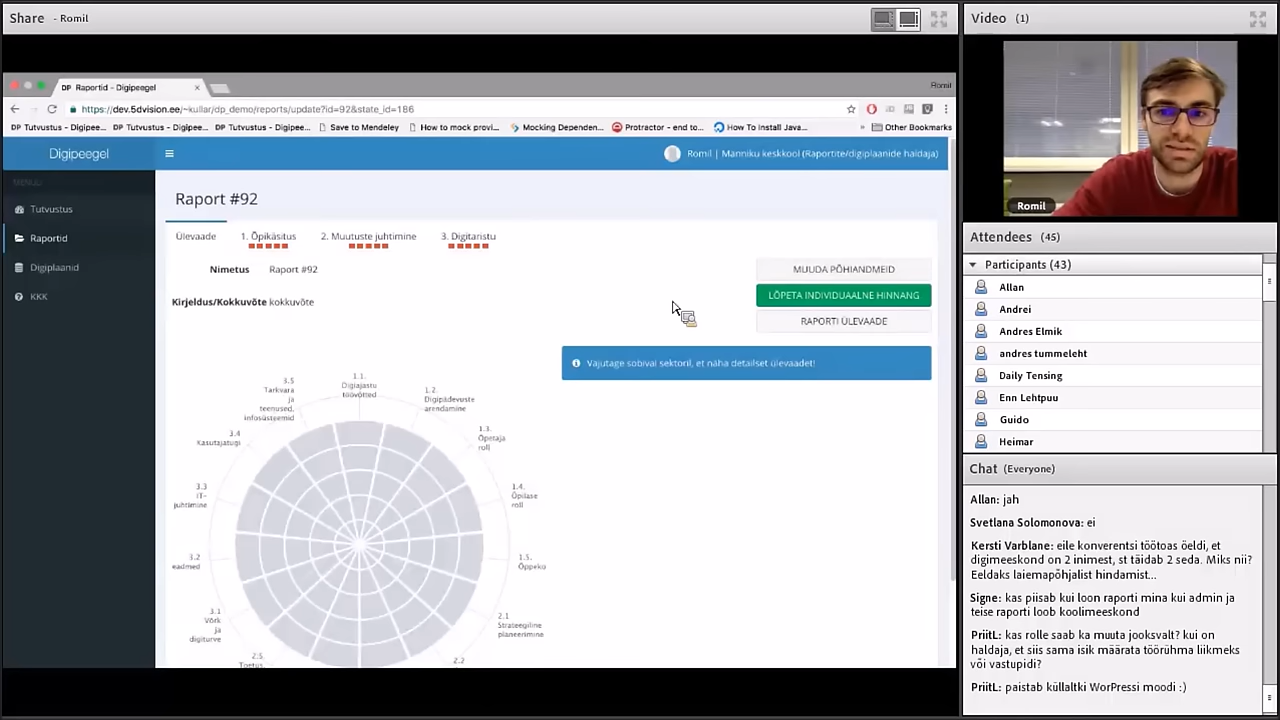 Share - Romil
DP Raportid - Digipeegel
Romil
https://dev.5dvision.ee/~kullar/dp_demo/reports/update?id=92&state_id=186
DP Tutvustus - Digipee...
DP Tutvustus - Digipee...
DP Tutvustus - Digipee...
Save to Mendeley
How to mock provi...
Mocking Dependen...
Protractor - end to...
How To Install Java...
»
Other Bookmarks
Digipeegel
Romil | Manniku keskkool (Raportite/digiplaanide haldaja)
MENÜÜ
Tutvustus
Raportid
Digiplaanid
KKK
Raport #92
Ülevaade
1. Õpikäsitus
2. Muutuste juhtimine
3. Digitaristu
Nimetus Raport #92
Kirjeldus/Kokkuvõte kokkuvõte
MUUDA PÕHIANDMEID
LÕPETA INDIVIDUAALNE HINNANG
RAPORTI ÜLEVAADE
Vajutage sobival sektoril, et näha detailset ülevaadet!
1.1.
Digiajastu
töövõtted
1.2.
Digipädevuste
arendamine
1.3.
Õpetaja
roll
1.4.
Õpilase
roll
1.5.
Õppeko
2.1
Strateegiline
planeerimine
2.2
2.5
Toetus
3.1
Võrk
ja
digiturve
3.2
eadmed
3.3
IT-
juhtimine
3.4
Kasutajatugi
3.5
Tarkvara
ja
teenused,
infosüsteemid
Video (1)
Romil
Attendees (45)
Participants (43)
Allan
Andrei
Andres Elmik
andres tummeleht
Daily Tensing
Enn Lehtpuu
Guido
Heimar
Chat (Everyone)
Allan: jah
Svetlana Solomonova: ei
Kersti Varblane: eile konverentsi töötoas öeldi, et
digimeeskond on 2 inimest, st täidab 2 seda. Miks nii?
Eeldaks laiemapõhjalist hindamist...
Signe: kas piisab kui loon raporti mina kui admin ja
teise raporti loob koolimeeskond
PriitL: kas rolle saab ka muuta jooksvalt? kui on
haldaja, et siis sama isik määrata töörühma liikmeks
või vastupidi?
PriitL: paistab küllaltki WorPressi moodi :)